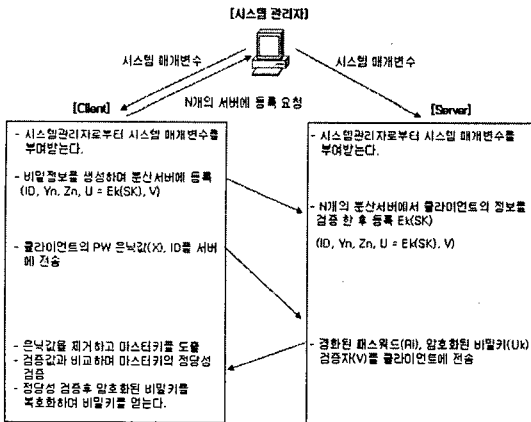 [시스템 관리자]
시스템 매개변수
시스템 매개변수
N개의 서버에 등록 요청
[Client]
- 시스템관리자로부터 시스템 매개변수를
부여받는다.
- 비밀정보를 생성하여 분산서버에 등록
(ID, Yn, Zn, U = Ek(SK), V)
- 클라이언트의 PW 은닉값(X), ID를 서버
에 전송
- 은닉값을 제거하고 마스터키를 도출
- 검증값과 비교하며 마스터키의 정당성
검증
- 정당성 검증후 암호화된 비밀키를
복호화하여 비밀키를 얻는다.
[Server]
- 시스템관리자로부터 시스템 매개변수를
부여받는다.
- N개의 분산서버에서 클라이언트의 정보를
검증 한 후 등록 Ek(SK)
(ID, Yn, Zn, U = Ek(SK), V)
- 강화된 패스워드(Ri), 암호화된 비밀키(Uk)
검증자(V)를 클라이언트에 전송